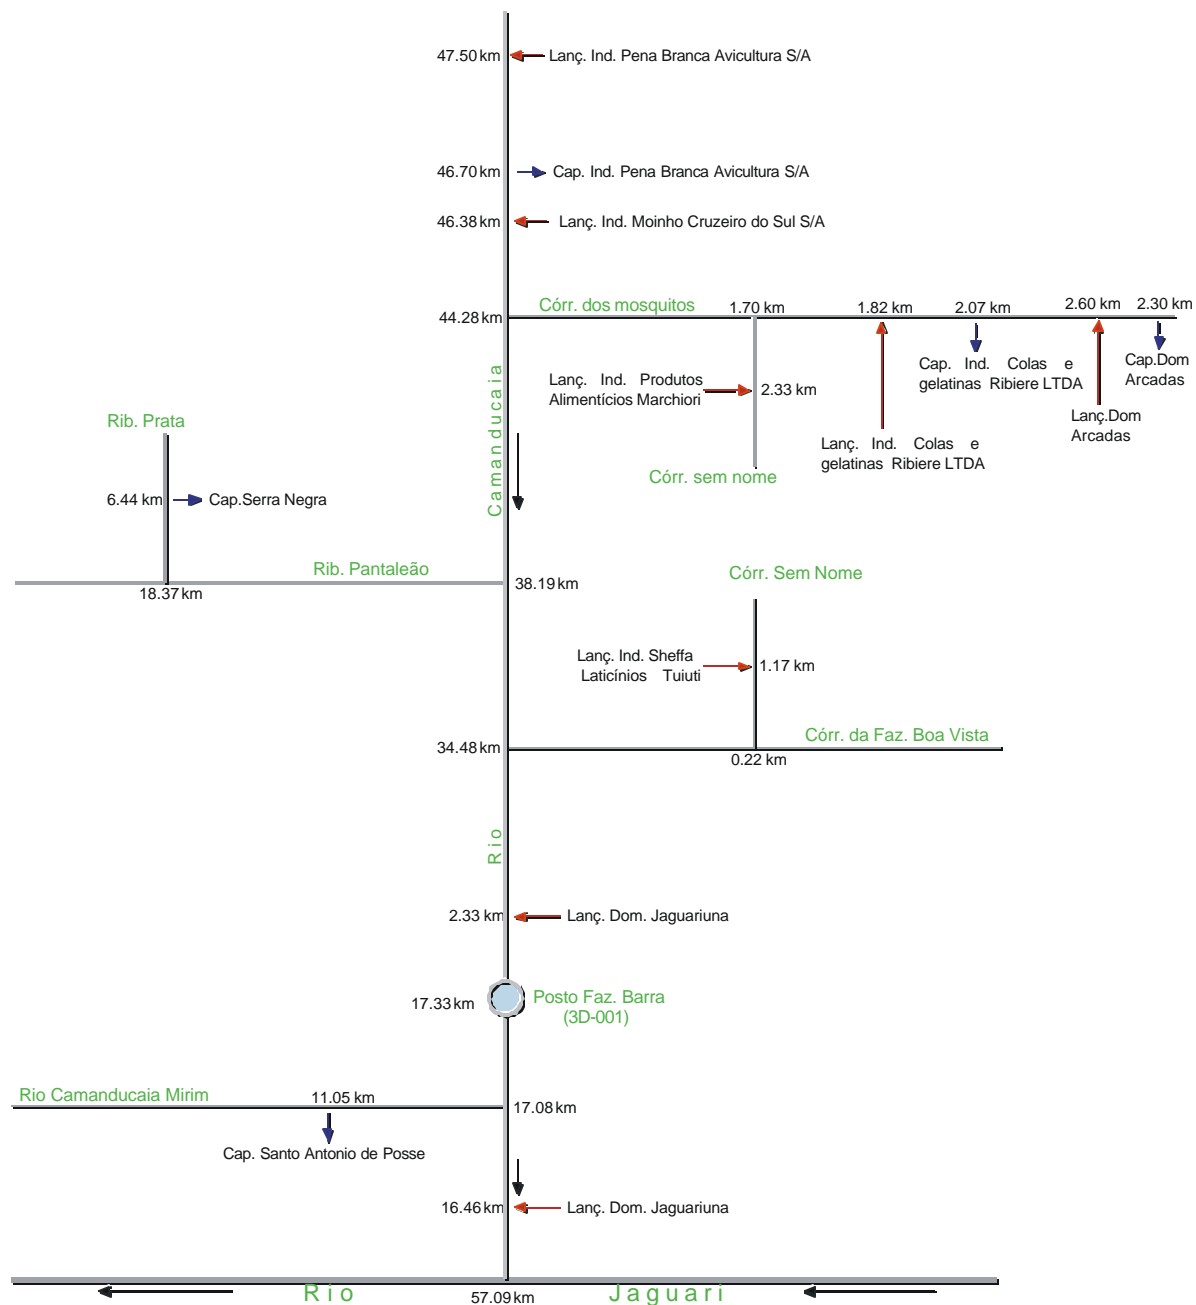 47.50 km
Lanç. Ind. Pena Branca Avicultura S/A
46.70 km
Cap. Ind. Pena Branca Avicultura S/A
46.38 km
Lanç. Ind. Moinho Cruzeiro do Sul S/A
44.28 km
Córr. dos mosquitos
1.70 km
1.82 km
2.07 km
2.60 km
2.30 km
Lanç. Ind. Produtos
Alimentícios Marchiori
2.33 km
Córr. sem nome
Lanç. Ind. Colas e
gelatinas Ribiere LTDA
Cap. Ind. Colas e
gelatinas Ribiere LTDA
Lanç.Dom
Arcadas
Cap.Dom
Arcadas
Camanducaia
Rib. Prata
6.44 km
Cap.Serra Negra
Rib. Pantaleão
18.37 km
38.19 km
Córr. Sem Nome
Lanç. Ind. Sheffa
Laticínios Tuiuti
1.17 km
34.48 km
Córr. da Faz. Boa Vista
0.22 km
Rio
2.33 km
Lanç. Dom. Jaguariuna
17.33 km
Posto Faz. Barra
(3D-001)
Rio Camanducaia Mirim
11.05 km
17.08 km
Cap. Santo Antonio de Posse
16.46 km
Lanç. Dom. Jaguariuna
Rio Jaguari
57.09 km